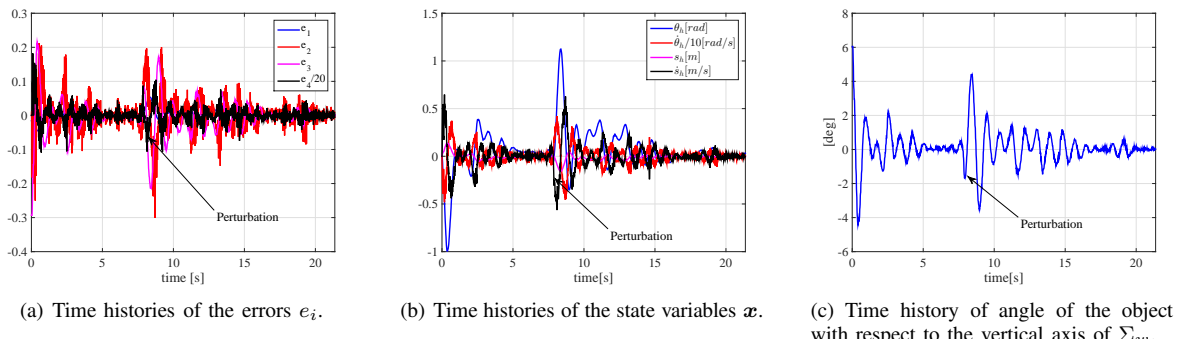 0.3
0.2
0.1
0
-0.1
-0.2
-0.3
-0.4
0 5 10 15 20
time [s]
e1
e2
e3
e4/20
Perturbation
(a) Time histories of the errors ei.
1.5
1
0.5
0
-0.5
-1
0 5 10 15 20
time[s]
θh[rad]
θ̇h/10[rad/s]
sh[m]
ṡh[m/s]
Perturbation
(b) Time histories of the state variables x.
[deg]
6
4
2
0
-2
-4
-6
0 5 10 15 20
time[s]
Perturbation
(c) Time history of angle of the object
with respect to the vertical axis of